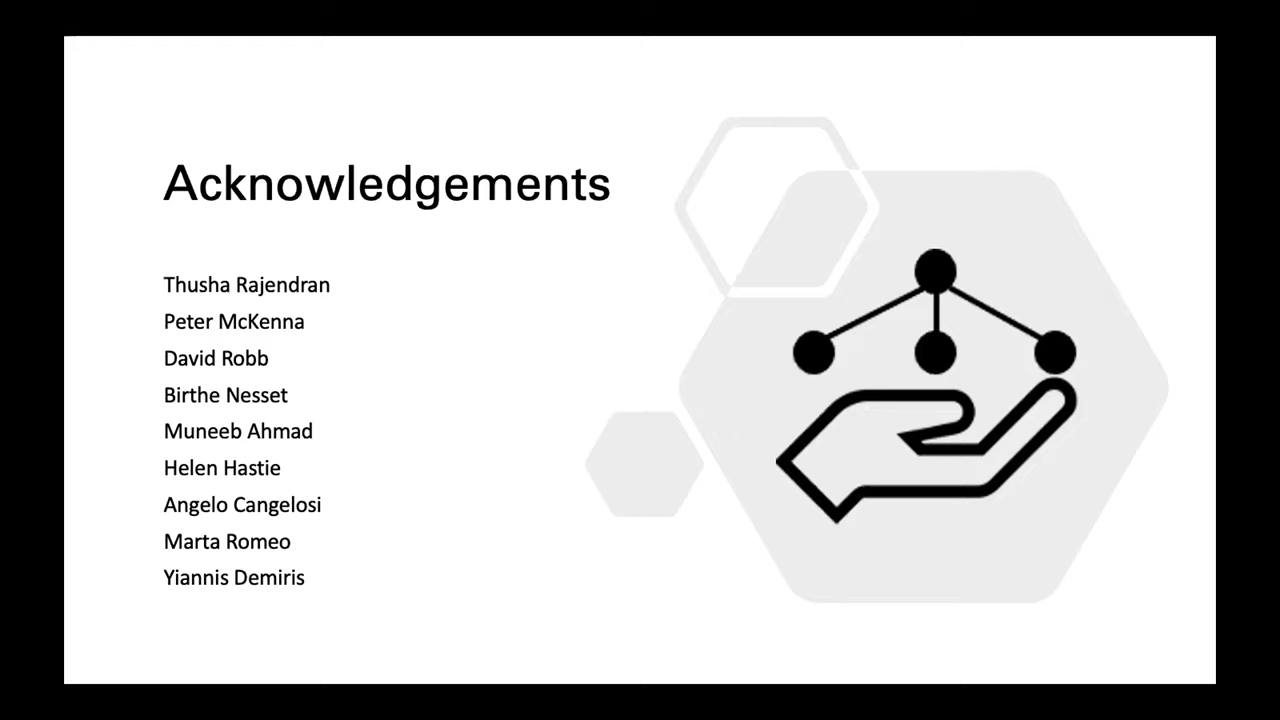 Acknowledgements
Thusha Rajendran
Peter McKenna
David Robb
Birthe Nesset
Muneeb Ahmad
Helen Hastie
Angelo Cangelosi
Marta Romeo
Yiannis Demiris